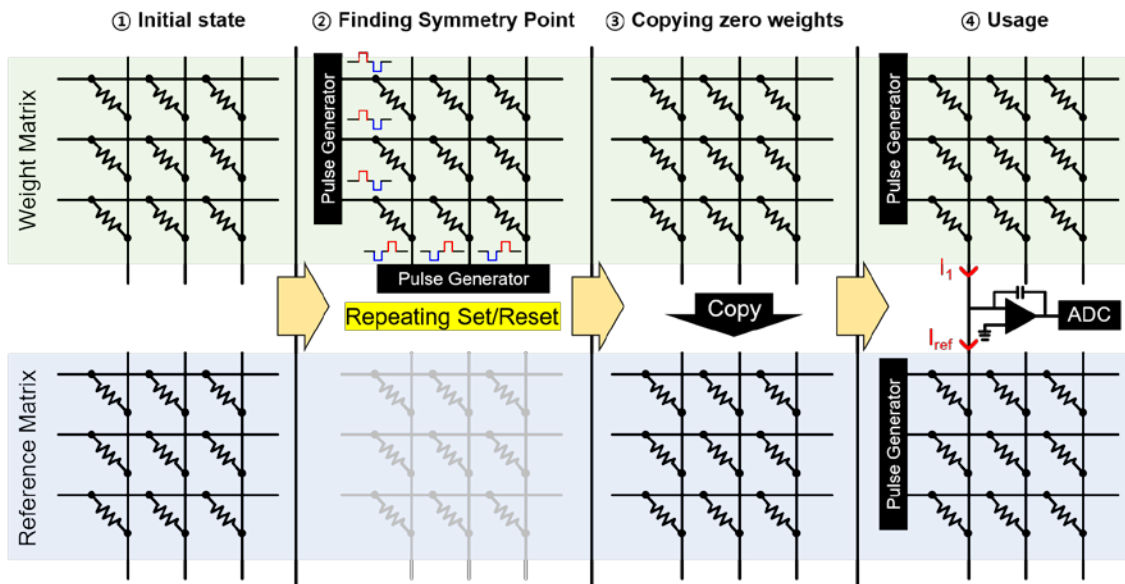 ① Initial state
② Finding Symmetry Point
③ Copying zero weights
④ Usage
Weight Matrix
Pulse Generator
Pulse Generator
Repeating Set/Reset
Copy
Pulse Generator
I1
Iref
ADC
Reference Matrix
Pulse Generator